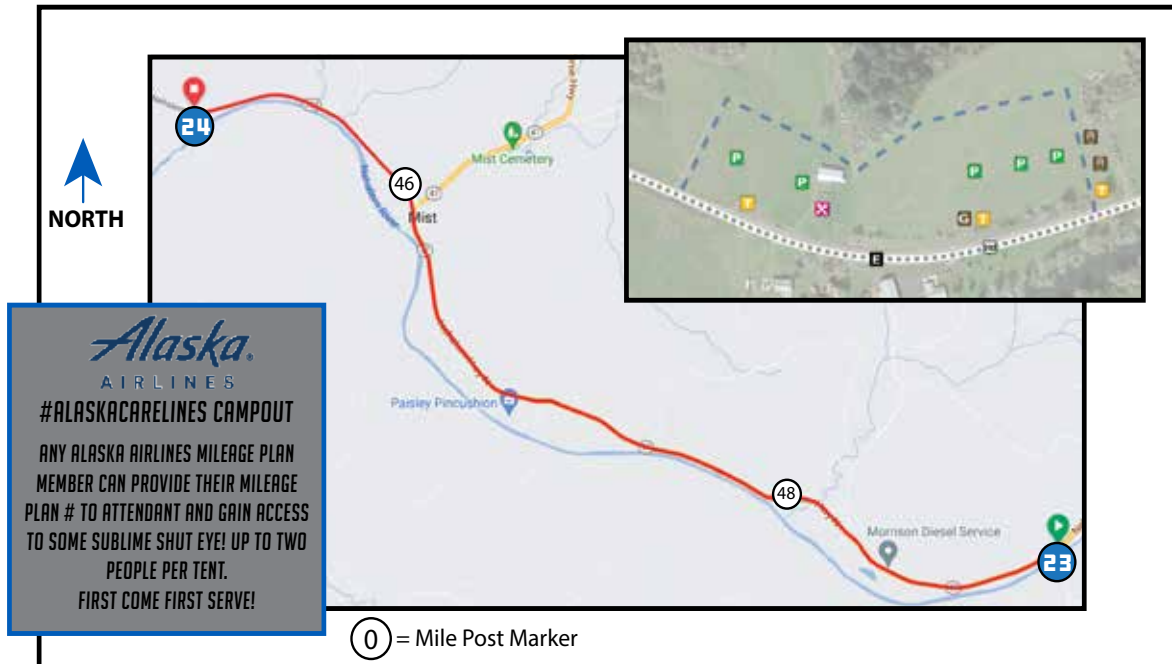 24
NORTH
46
47
Mist Cemetery
47
Mist
Paisley Pincushion
48
Morrison Diesel Service
23
P
P
P
P
P
T
T
G
T
E
Alaska.
AIRLINES
#ALASKACARELINES CAMPOUT
ANY ALASKA AIRLINES MILEAGE PLAN
MEMBER CAN PROVIDE THEIR MILEAGE
PLAN # TO ATTENDANT AND GAIN ACCESS
TO SOME SUBLIME SHUT EYE! UP TO TWO
PEOPLE PER TENT.
FIRST COME FIRST SERVE!
0 = Mile Post Marker